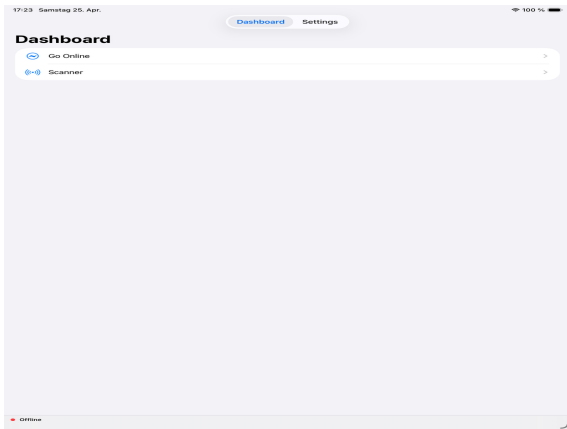 17:23 Samstag 25. Apr.
100 %
Dashboard Settings
Dashboard
Go Online
Scanner
Offline